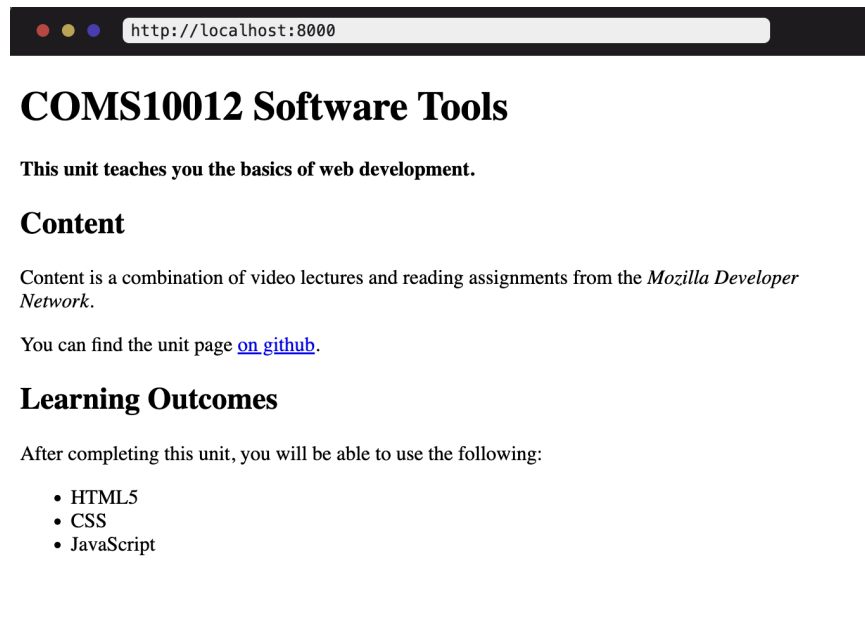 http://localhost:8000
COMS10012 Software Tools
This unit teaches you the basics of web development.
Content
Content is a combination of video lectures and reading assignments from the Mozilla Developer
Network.
You can find the unit page on github.
Learning Outcomes
After completing this unit, you will be able to use the following:
• HTML5
• CSS
• JavaScript